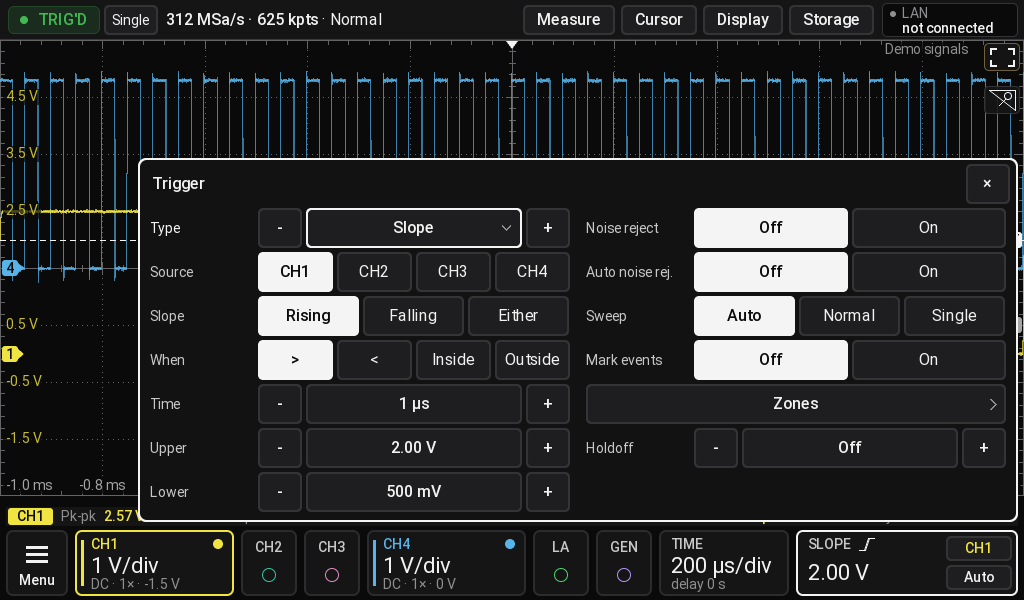 TRIG'D Single 312 MSa/s · 625 kpts · Normal Measure Cursor Display Storage LAN
not connected
Demo signals
4.5 V
3.5 V
2.5 V
4
0.5 V
1
-0.5 V
-1.5 V
-1.0 ms -0.8 ms
Trigger ×
Type - Slope + Noise reject Off On
Source CH1 CH2 CH3 CH4 Auto noise rej. Off On
Slope Rising Falling Either Sweep Auto Normal Single
When > < Inside Outside Mark events Off On
Time - 1 µs + Zones
Upper - 2.00 V + Holdoff - Off +
Lower - 500 mV +
CH1 Pk-pk 2.57
CH1 CH2 CH3 CH4 LA GEN TIME SLOPE CH1
1 V/div 1 V/div 200 µs/div 2.00 V
DC · 1× · -1.5 V DC · 1× · 0 V delay 0 s Auto
Menu